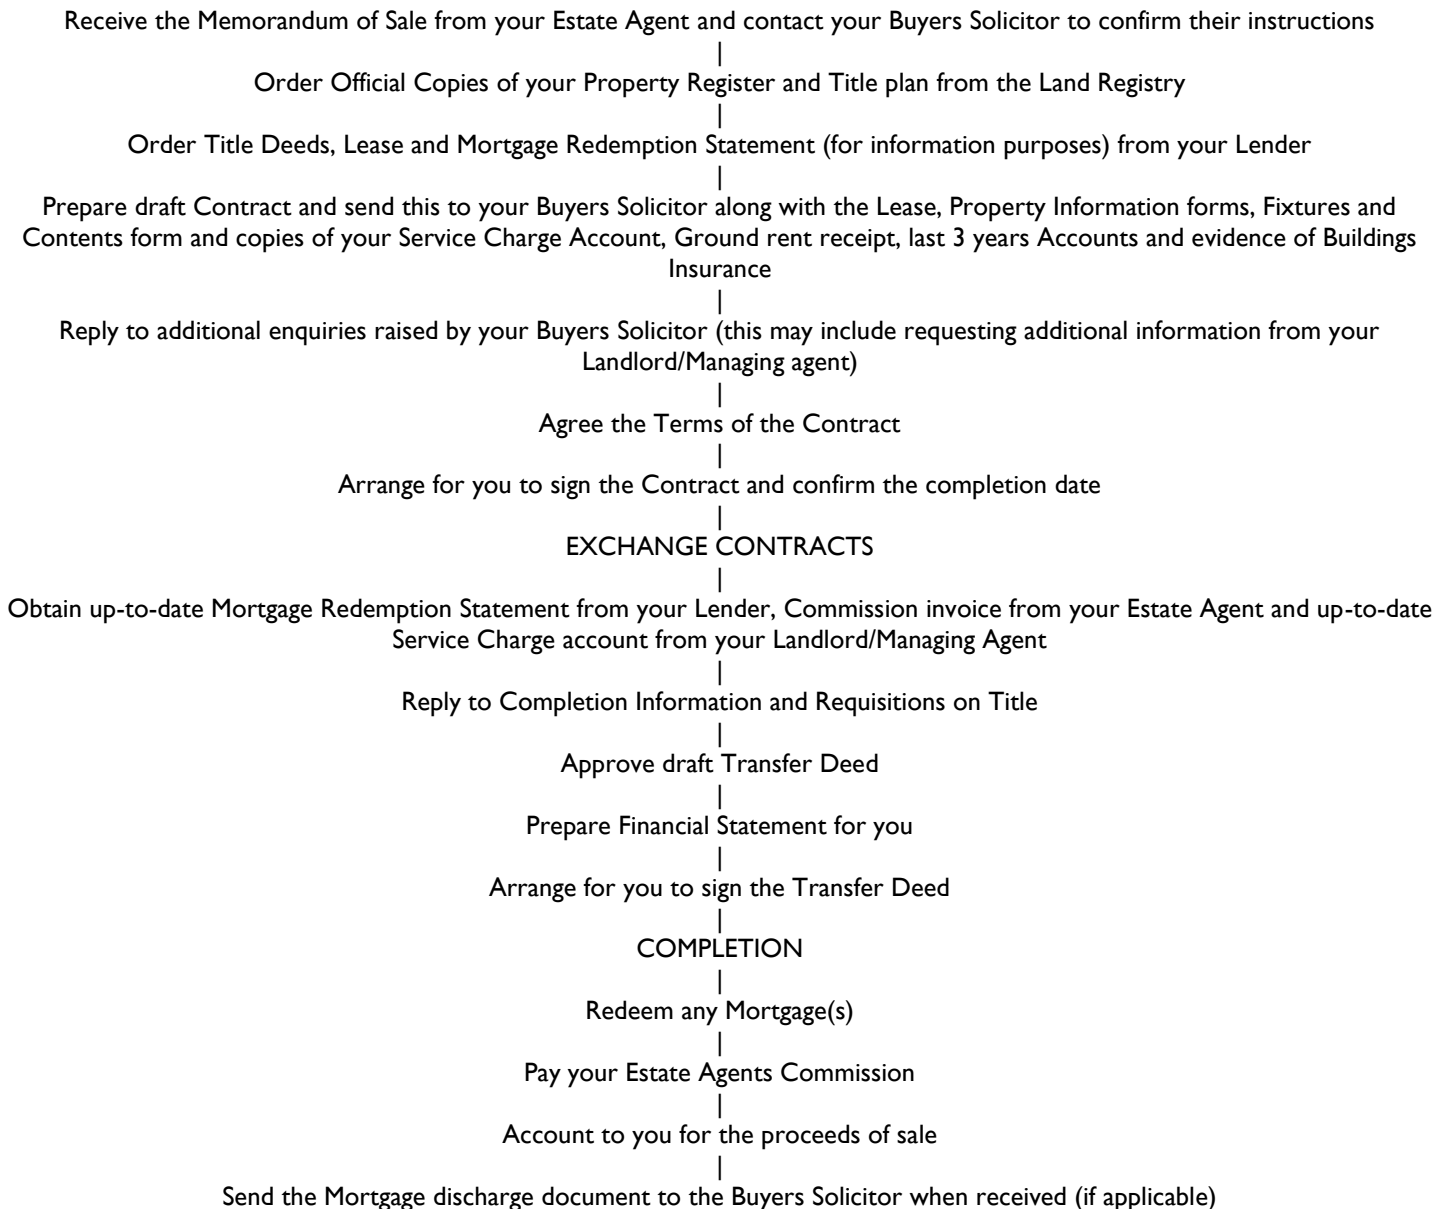 Receive the Memorandum of Sale from your Estate Agent and contact your Buyers Solicitor to confirm their instructions
|
Order Official Copies of your Property Register and Title plan from the Land Registry
|
Order Title Deeds, Lease and Mortgage Redemption Statement (for information purposes) from your Lender
|
Prepare draft Contract and send this to your Buyers Solicitor along with the Lease, Property Information forms, Fixtures and
Contents form and copies of your Service Charge Account, Ground rent receipt, last 3 years Accounts and evidence of Buildings
Insurance
|
Reply to additional enquiries raised by your Buyers Solicitor (this may include requesting additional information from your
Landlord/Managing agent)
|
Agree the Terms of the Contract
|
Arrange for you to sign the Contract and confirm the completion date
|
EXCHANGE CONTRACTS
|
Obtain up-to-date Mortgage Redemption Statement from your Lender, Commission invoice from your Estate Agent and up-to-date
Service Charge account from your Landlord/Managing Agent
|
Reply to Completion Information and Requisitions on Title
|
Approve draft Transfer Deed
|
Prepare Financial Statement for you
|
Arrange for you to sign the Transfer Deed
|
COMPLETION
|
Redeem any Mortgage(s)
|
Pay your Estate Agents Commission
|
Account to you for the proceeds of sale
|
Send the Mortgage discharge document to the Buyers Solicitor when received (if applicable)